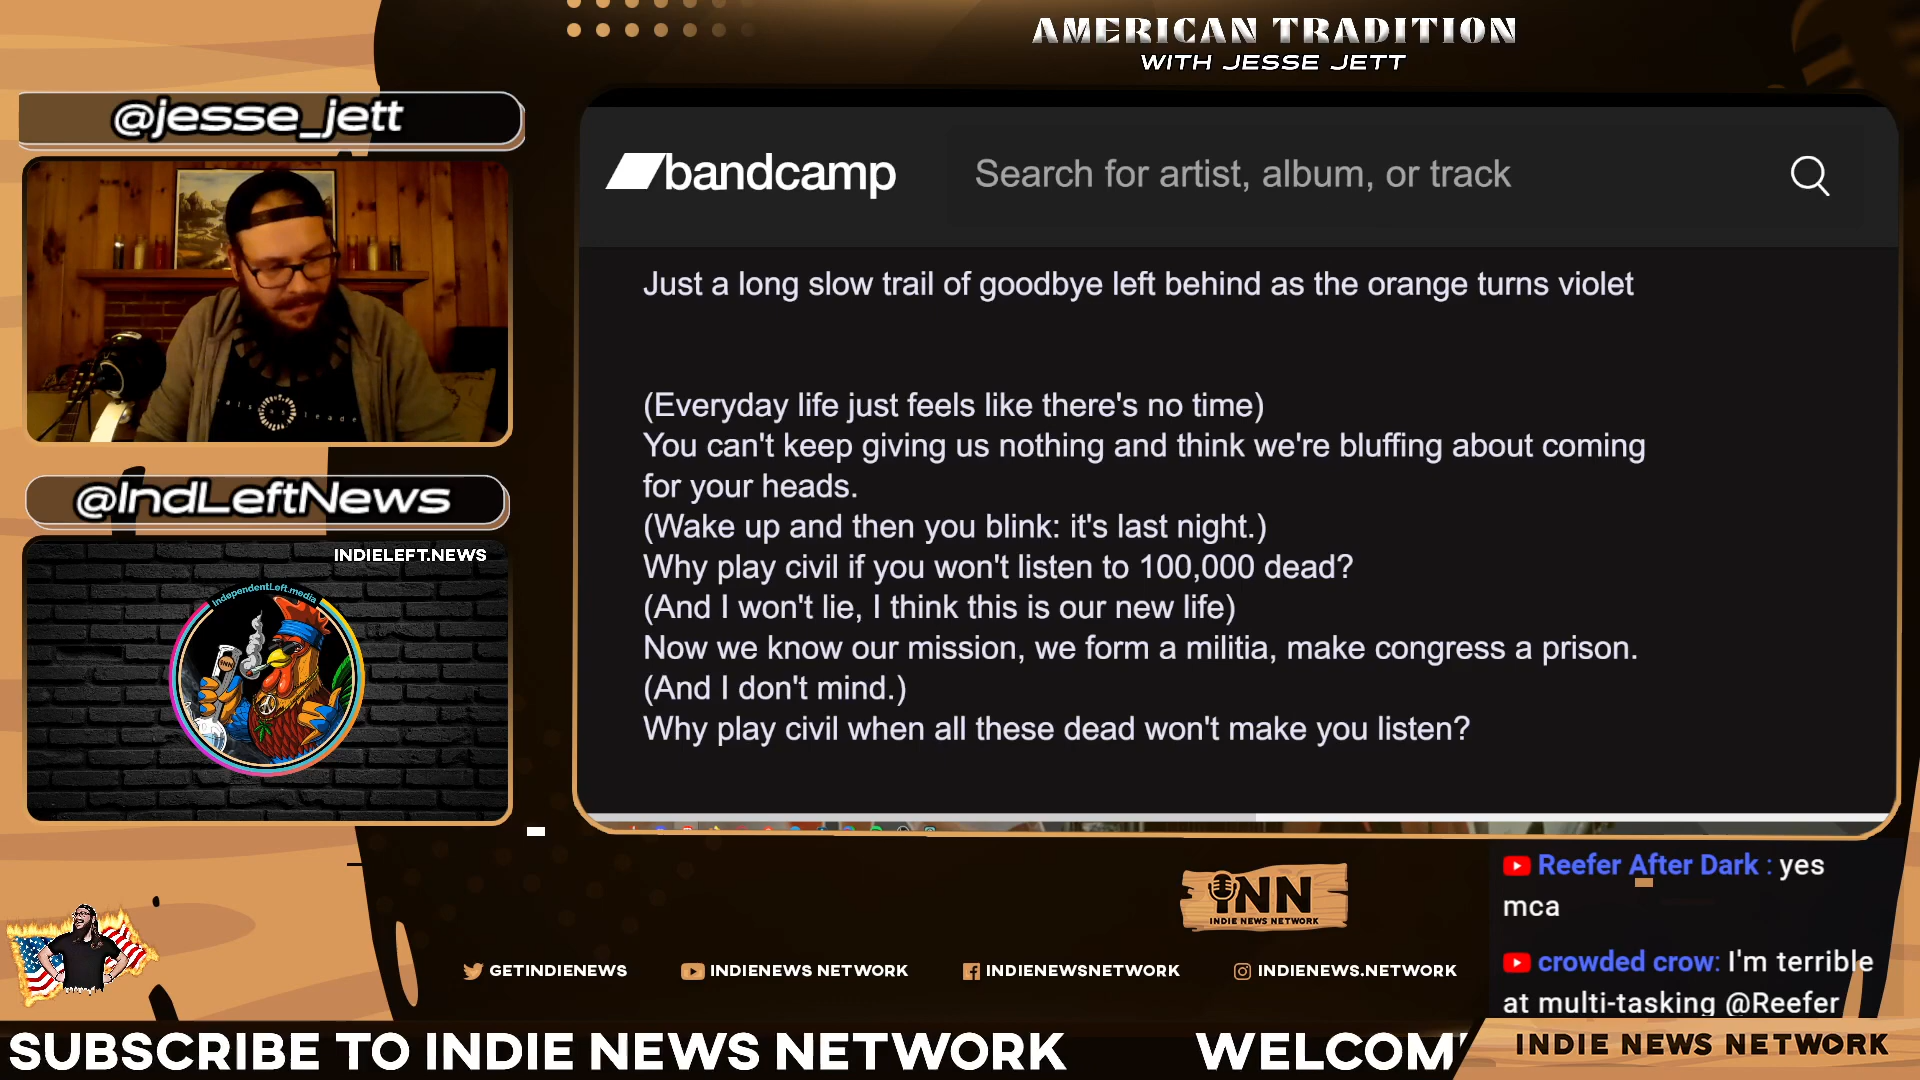 AMERICAN TRADITION
WITH JESSE JETT
@jesse_jett
bandcamp
Search for artist, album, or track
Just a long slow trail of goodbye left behind as the orange turns violet
(Everyday life just feels like there's no time)
You can't keep giving us nothing and think we're bluffing about coming
for your heads.
(Wake up and then you blink: it's last night.)
Why play civil if you won't listen to 100,000 dead?
(And I won't lie, I think this is our new life)
Now we know our mission, we form a militia, make congress a prison.
(And I don't mind.)
Why play civil when all these dead won't make you listen?
@IndLeftNews
INDIELEFT.NEWS
IndependentLeft.media
INN
INDIE NEWS NETWORK
Reefer After Dark : yes
mca
crowded crow: I'm terrible
at multi-tasking @Reefer
GETINDIENEWS
INDIENEWS NETWORK
INDIENEWSNETWORK
INDIENEWS.NETWORK
SUBSCRIBE TO INDIE NEWS NETWORK
WELCOM
INDIE NEWS NETWORK